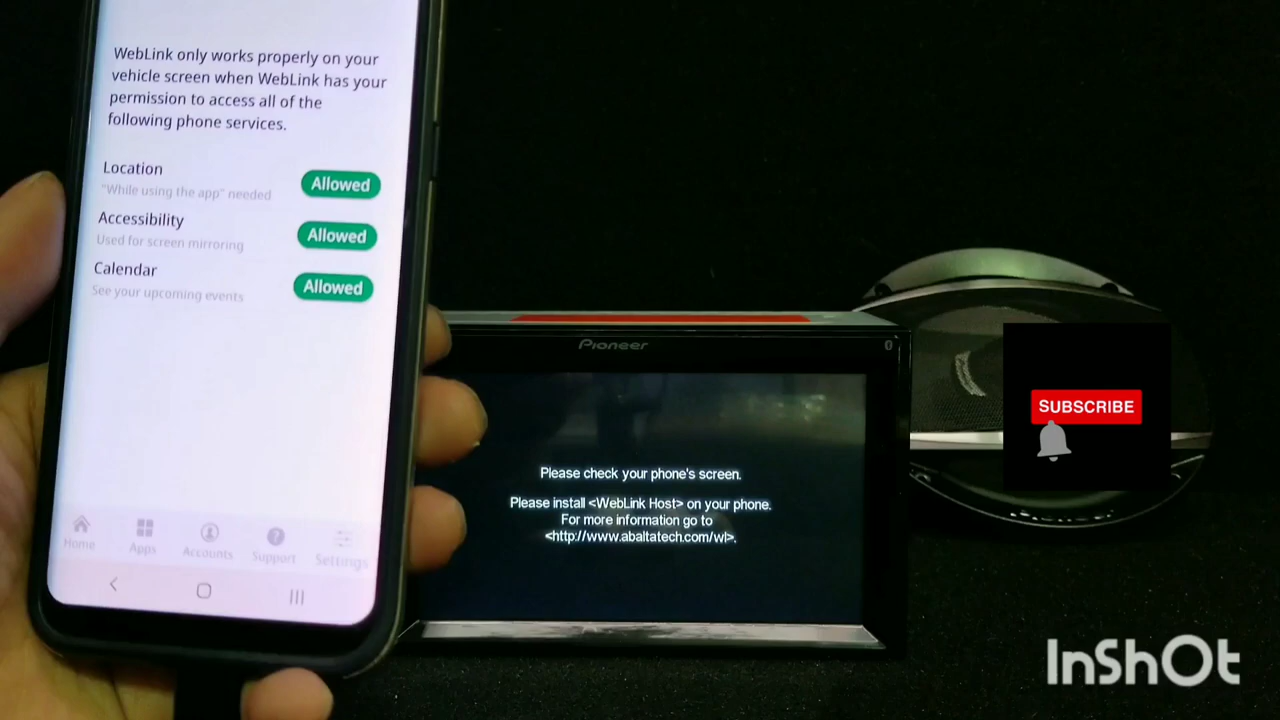 WebLink only works properly on your
vehicle screen when WebLink has your
permission to access all of the
following phone services.
Location
"While using the app" needed
Allowed
Accessibility
Used for screen mirroring
Allowed
Calendar
See your upcoming events
Allowed
Home
Apps
Accounts
Support
Settings
Pioneer
Please check your phone's screen.
Please install <WebLink Host> on your phone.
For more information go to
<http://www.abaltatech.com/wl>.
SUBSCRIBE
Pioneer
InShOt